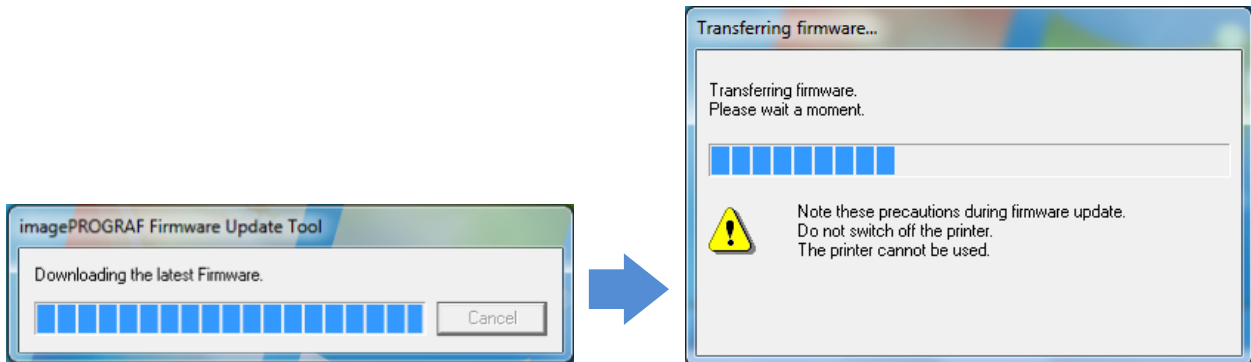 imagePROGRAF Firmware Update Tool
Downloading the latest Firmware.
Cancel
Transferring firmware...
Transferring firmware.
Please wait a moment.
Note these precautions during firmware update.
Do not switch off the printer.
The printer cannot be used.